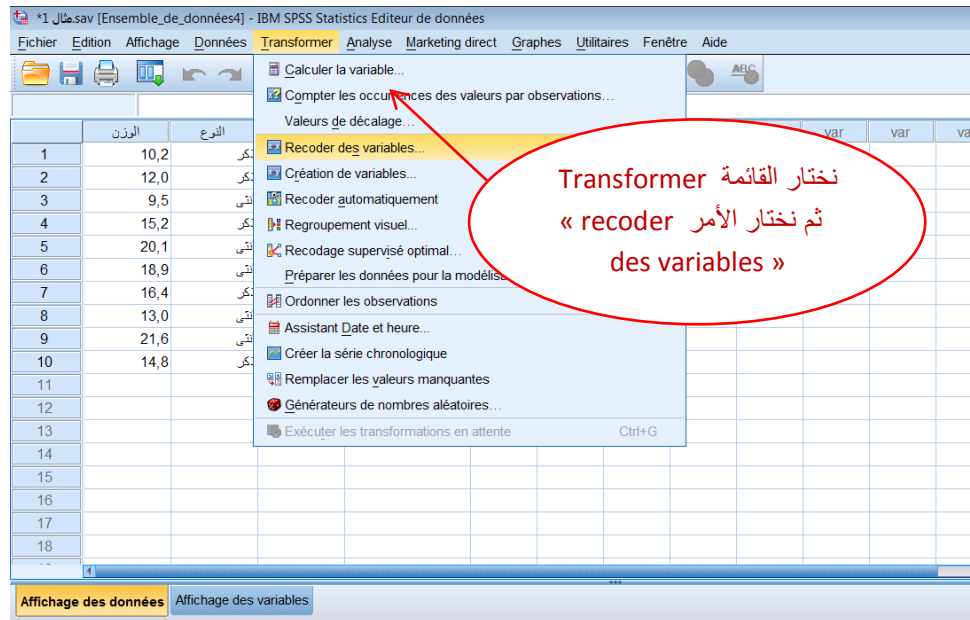 *1 مثال.sav [Ensemble_de_données4] - IBM SPSS Statistics Editeur de données
Fichier Edition Affichage Données Transformer Analyse Marketing direct Graphes Utilitaires Fenêtre Aide
Calculer la variable...
Compter les occurrences des valeurs par observations...
Valeurs de décalage...
Recoder des variables...
Création de variables...
Recoder automatiquement
Regroupement visuel...
Recodage supervisé optimal...
Préparer les données pour la
Ordonner les observations
Assistant Date et heure...
Créer la série chronologique
Remplacer les valeurs manquantes
Générateurs de nombres aléatoires...
Exécuter les transformations en attente Ctrl+G
نختار القائمة Transformer
ثم نختار الأمر recoder »
des variables »
الوزن النوع var var
1 10,2
2 12,0
3 9,5
4 15,2
5 20,1
6 18,9
7 16,4
8 13,0
9 21,6
10 14,8
11
12
13
14
15
16
17
18
Affichage des données Affichage des variables